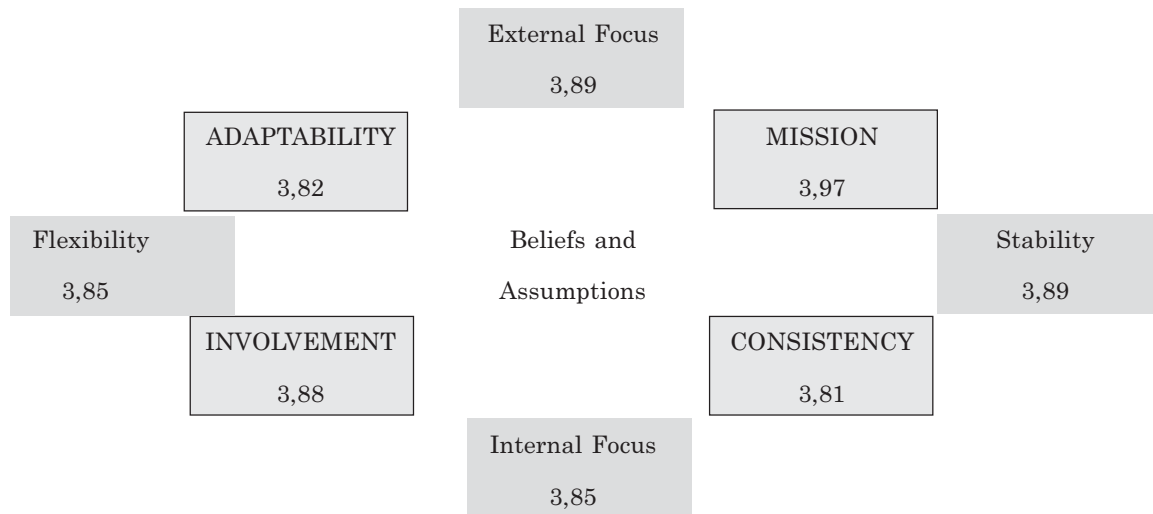 External Focus
3,89
ADAPTABILITY
3,82
MISSION
3,97
Flexibility
3,85
Beliefs and
Assumptions
Stability
3,89
INVOLVEMENT
3,88
CONSISTENCY
3,81
Internal Focus
3,85